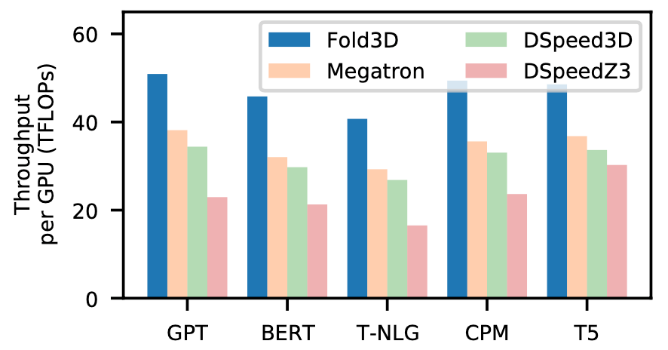 Throughput
per GPU (TFLOPs)
60
40
20
0
Fold3D
Megatron
DSpeed3D
DSpeedZ3
GPT
BERT
T-NLG
CPM
T5